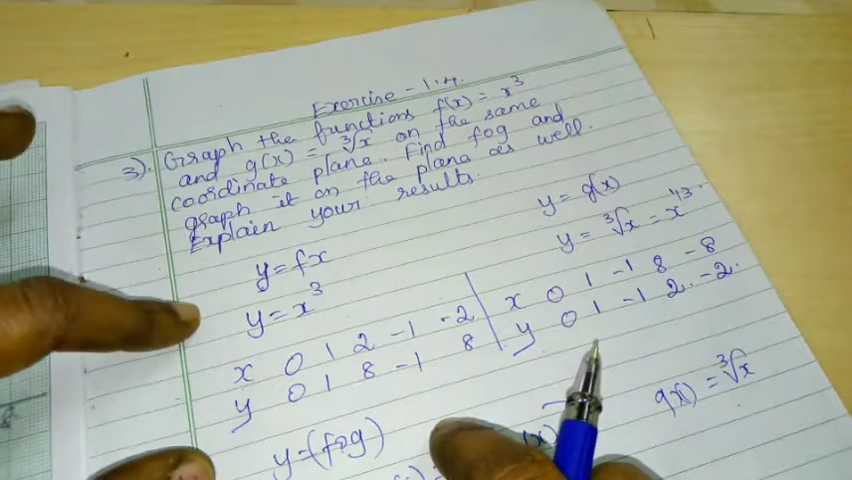 Exercise - 1.4.
3). Graph the functions f(x) = x³
and g(x) = ∛x on the same
coordinate plane. Find fog and
graph it on the plane as well.
Explain your results.
y = fx
y = x³
x 0 1 2 -1 -2
y 0 1 8 -1 8
y = g(x)
y = ∛x = x^1/3.
x 0 1 -1 8 -8
y 0 1 -1 2 -2.
y = (fog)
(x)
g(x) = ∛x